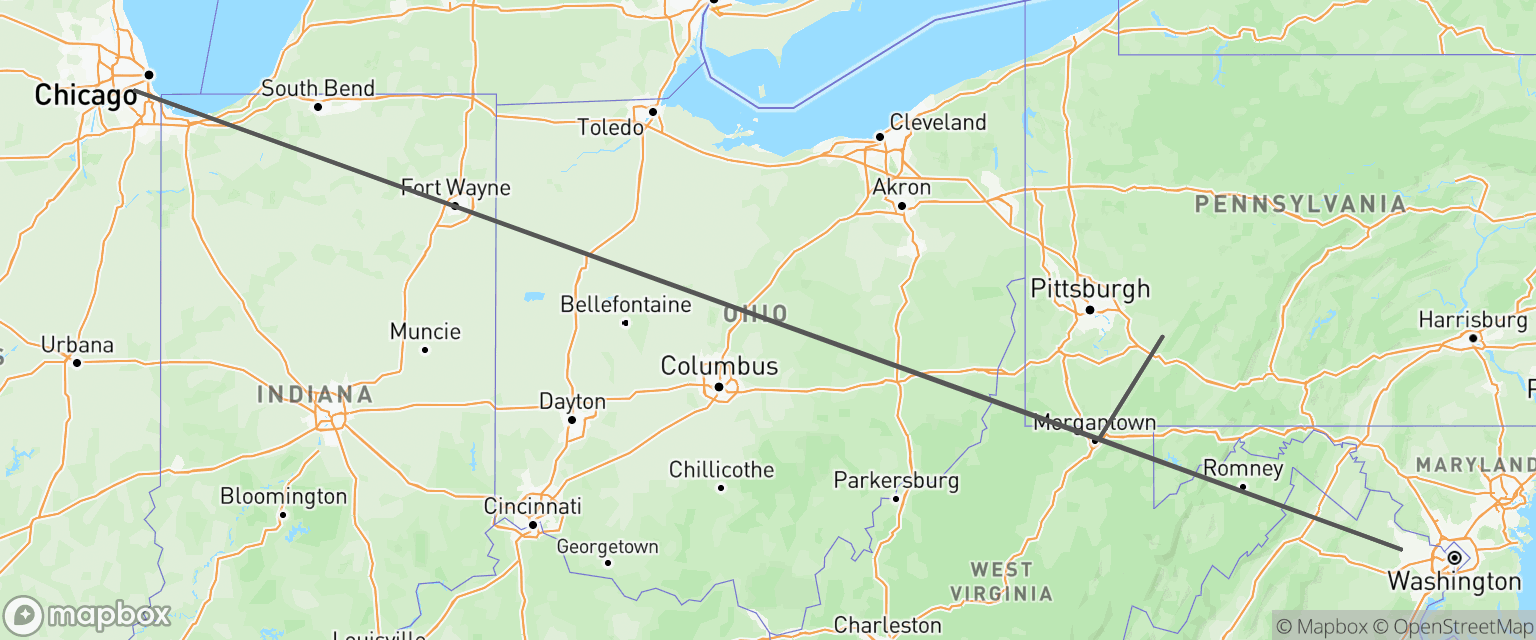 South Bend
Chicago
Toledo
Cleveland
Fort Wayne
Akron
PENNSYLVANIA
Pittsburgh
Bellefontaine
OHIO
Harrisburg
Muncie
Urbana
Columbus
INDIANA
Dayton
Morgantown
Romney
MARYLAND
Chillicothe
Parkersburg
Bloomington
Cincinnati
Georgetown
WEST
VIRGINIA
Washington
mapbox
Charleston
Louisville
© Mapbox © OpenStreetMap